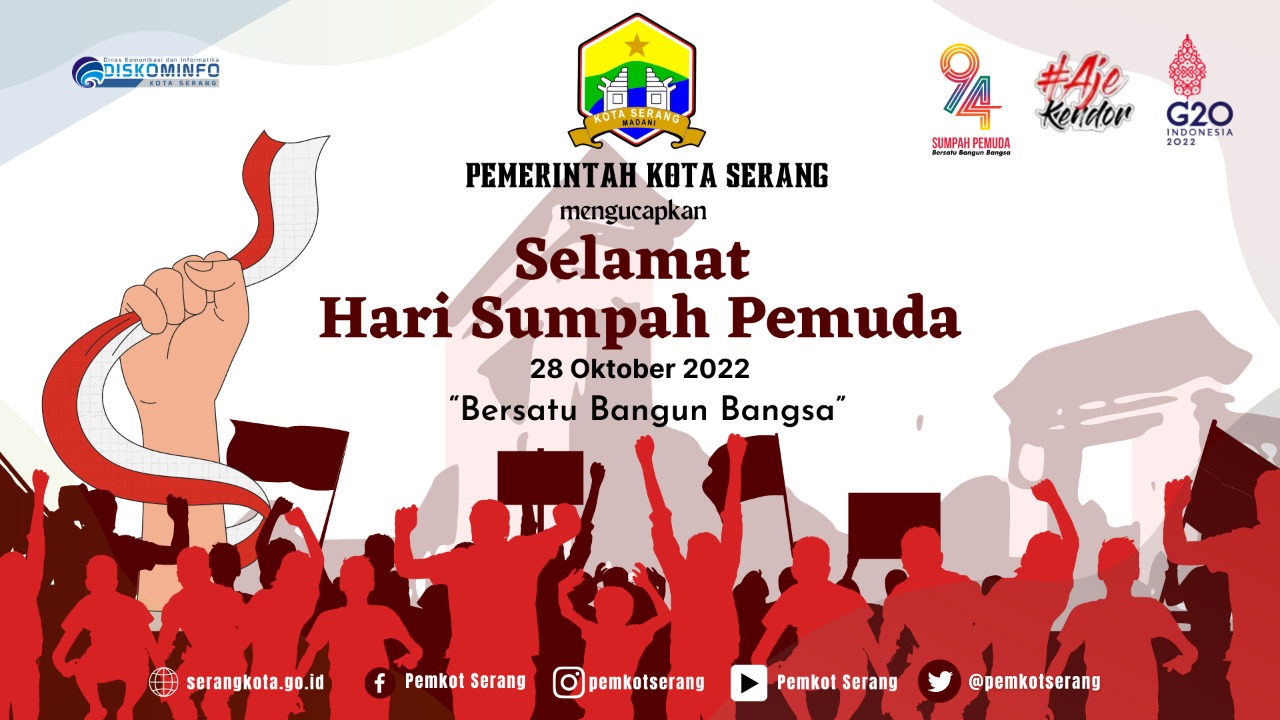 Dinas Komunikasi dan Informatika
DISKOMINFO
KOTA SERANG
KOTA SERANG
MADANI
94
SUMPAH PEMUDA
Bersatu Bangun Bangsa
#Aje
Kendor
G20
INDONESIA
2022
PEMERINTAH KOTA SERANG
mengucapkan
Selamat
Hari Sumpah Pemuda
28 Oktober 2022
“Bersatu Bangun Bangsa”
serangkota.go.id
Pemkot Serang
pemkotserang
Pemkot Serang
@pemkotserang